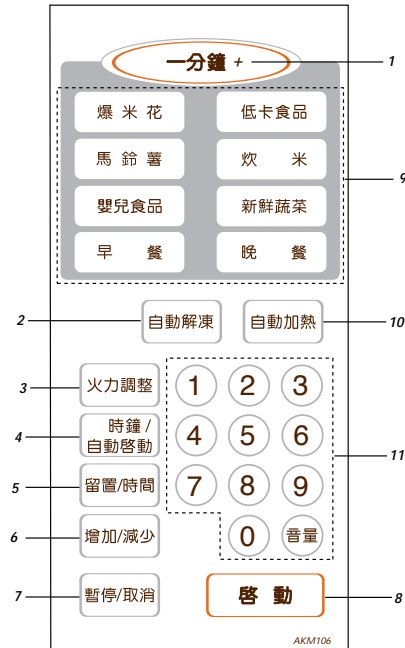 一分鐘 +
1
爆米花 低卡食品
馬鈴薯 炊米
嬰兒食品 新鮮蔬菜
早餐 晚餐
9
2 自動解凍 自動加熱 10
3 火力調整 1 2 3
4 時鐘/
自動啓動 4 5 6
11
5 留置/時間 7 8 9
6 增加/減少 0 音量
7 暫停/取消 啓動 8
AKM106